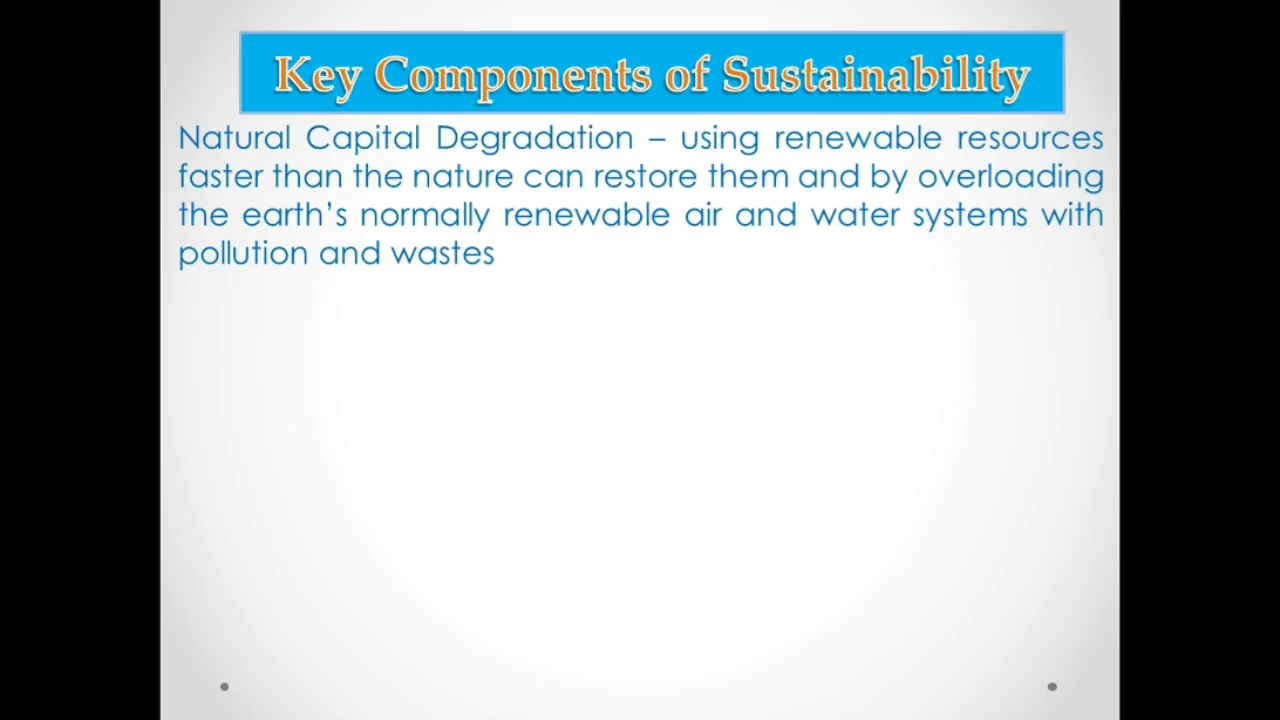 Key Components of Sustainability
Natural Capital Degradation – using renewable resources
faster than the nature can restore them and by overloading
the earth’s normally renewable air and water systems with
pollution and wastes